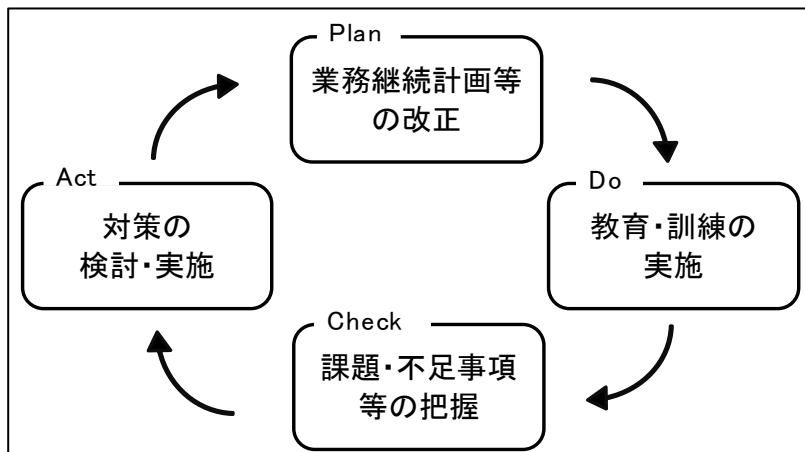 Plan
業務継続計画等
の改正
Act
対策の
検討・実施
Do
教育・訓練の
実施
Check
課題・不足事項
等の把握